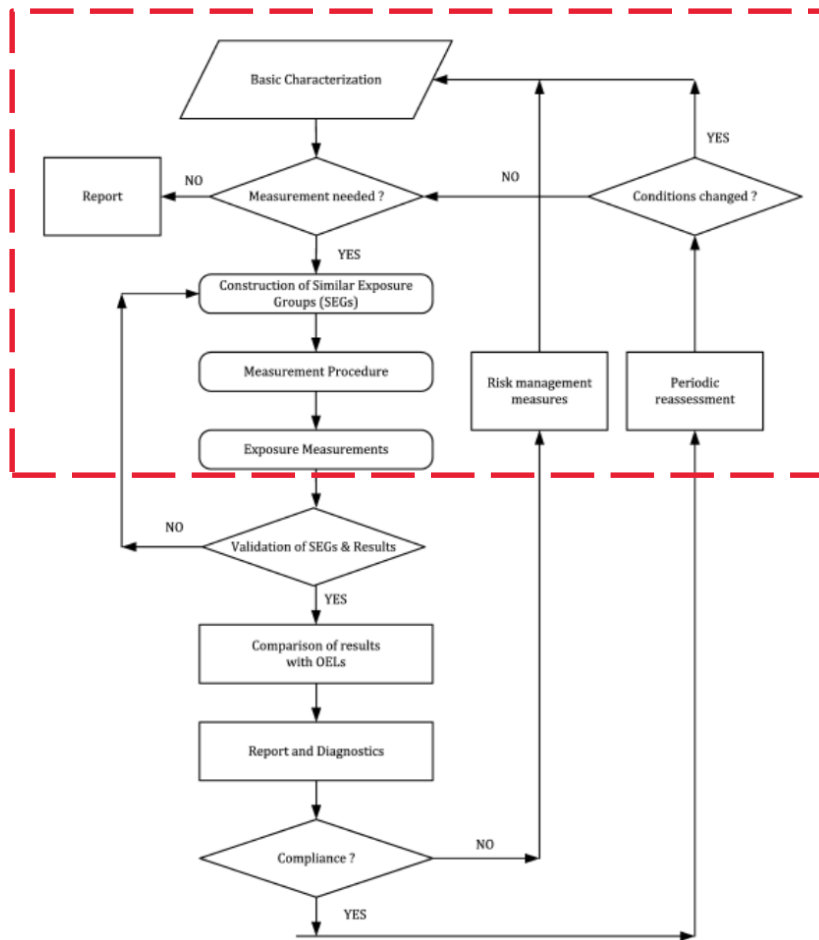 Basic Characterization
YES
NO
NO
Report
Measurement needed ?
Conditions changed ?
YES
Construction of Similar Exposure
Groups (SEGs)
Measurement Procedure
Risk management
measures
Periodic
reassessment
Exposure Measurements
NO
Validation of SEGs & Results
YES
Comparison of results
with OELs
Report and Diagnostics
NO
Compliance ?
YES